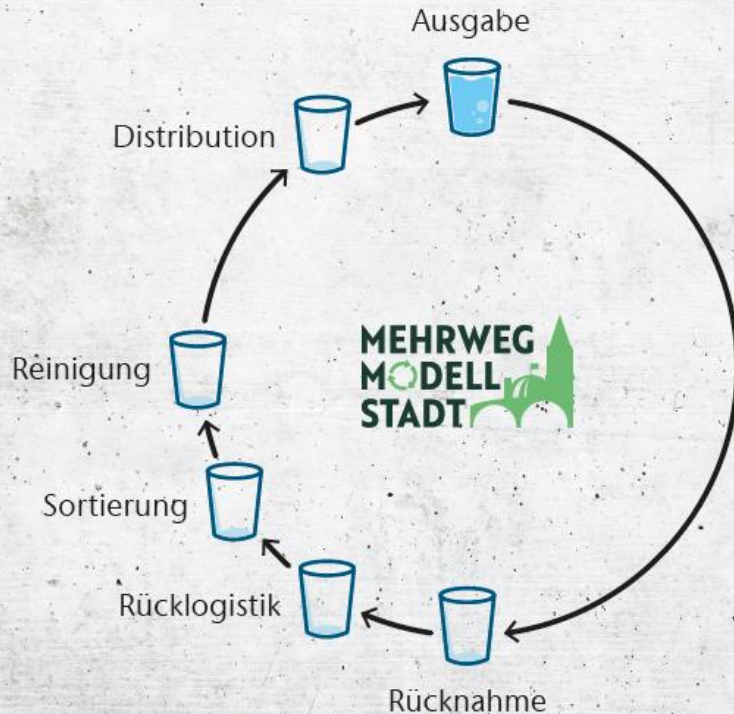 Ausgabe
Distribution
Reinigung
Sortierung
Rücklogistik
Rücknahme
MEHRWEG
MODELL
STADT